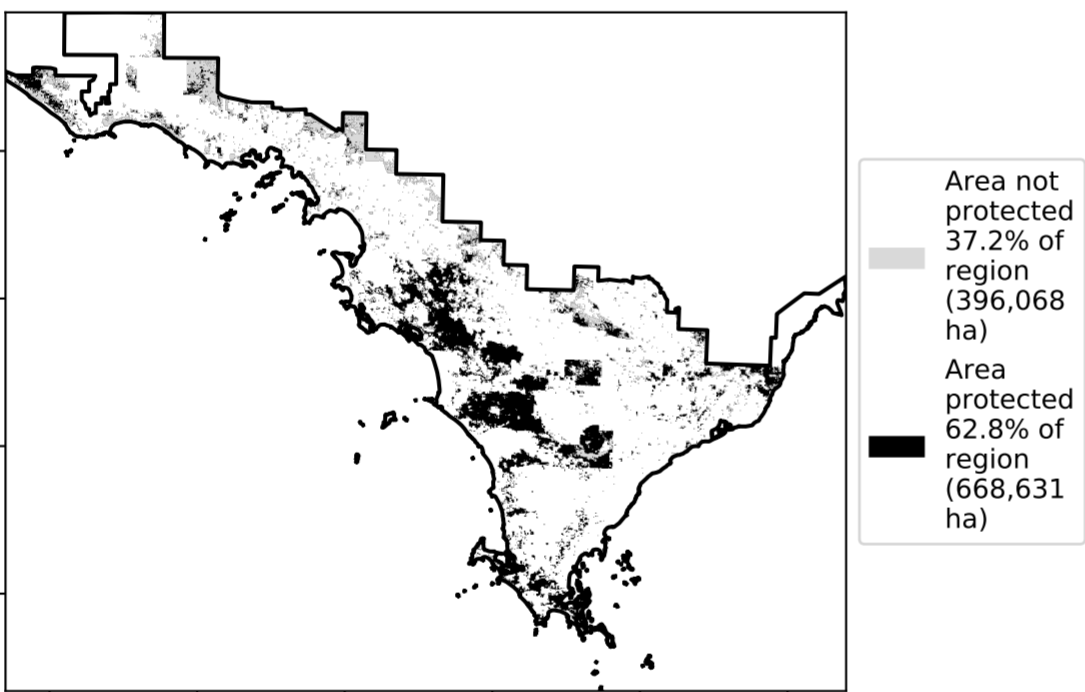 Area not
protected
37.2% of
region
(396,068
ha)
Area
protected
62.8% of
region
(668,631
ha)